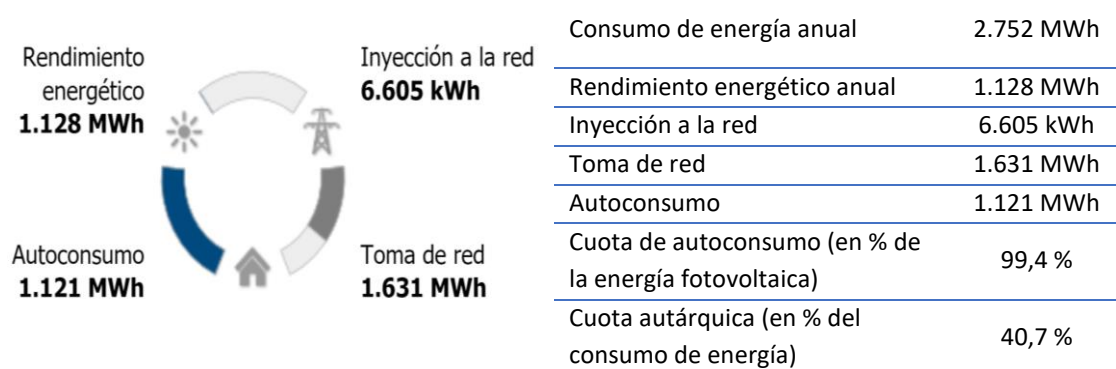 Rendimiento
energético
1.128 MWh
Inyección a la red
6.605 kWh
Autoconsumo
1.121 MWh
Toma de red
1.631 MWh
Consumo de energía anual 2.752 MWh
Rendimiento energético anual 1.128 MWh
Inyección a la red 6.605 kWh
Toma de red 1.631 MWh
Autoconsumo 1.121 MWh
Cuota de autoconsumo (en % de
la energía fotovoltaica) 99,4 %
Cuota autárquica (en % del
consumo de energía) 40,7 %